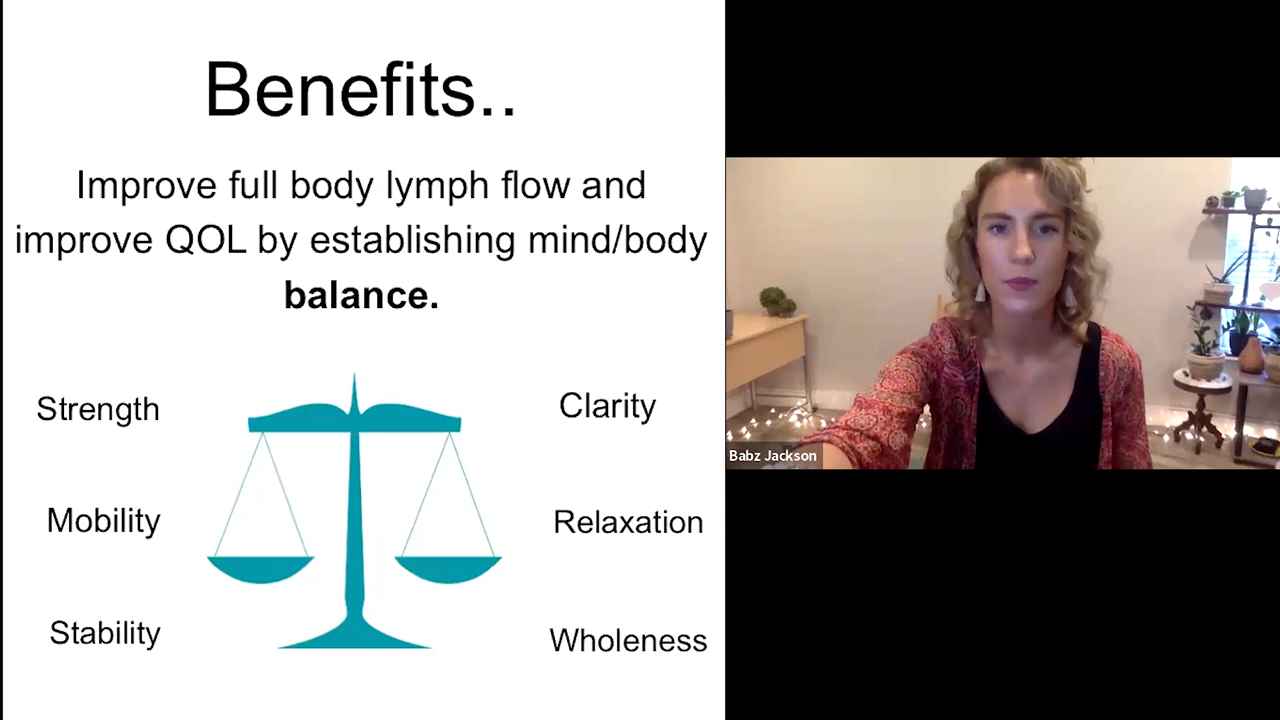 Benefits..
Improve full body lymph flow and
improve QOL by establishing mind/body
balance.
Strength
Clarity
Mobility
Relaxation
Stability
Wholeness
Babz Jackson